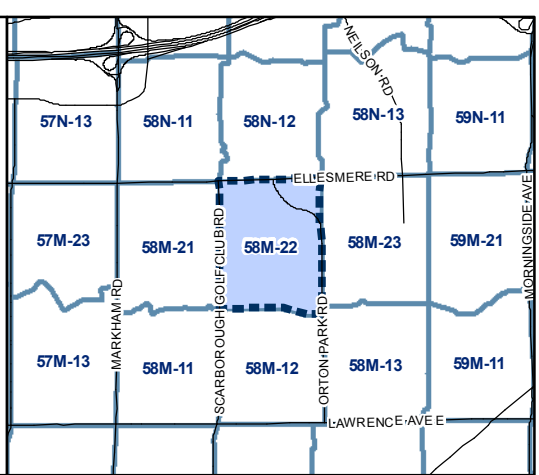 NEILSON RD
57N-13
58N-11
58N-12
58N-13
59N-11
ELLESMERE RD
57M-23
58M-21
58M-22
58M-23
59M-21
MARKHAM RD
SCARBOROUGH GOLF CLUB RD
ORTON PARK RD
MORNINGSIDE AVE
57M-13
58M-11
58M-12
58M-13
59M-11
LAWRENCE AVE E